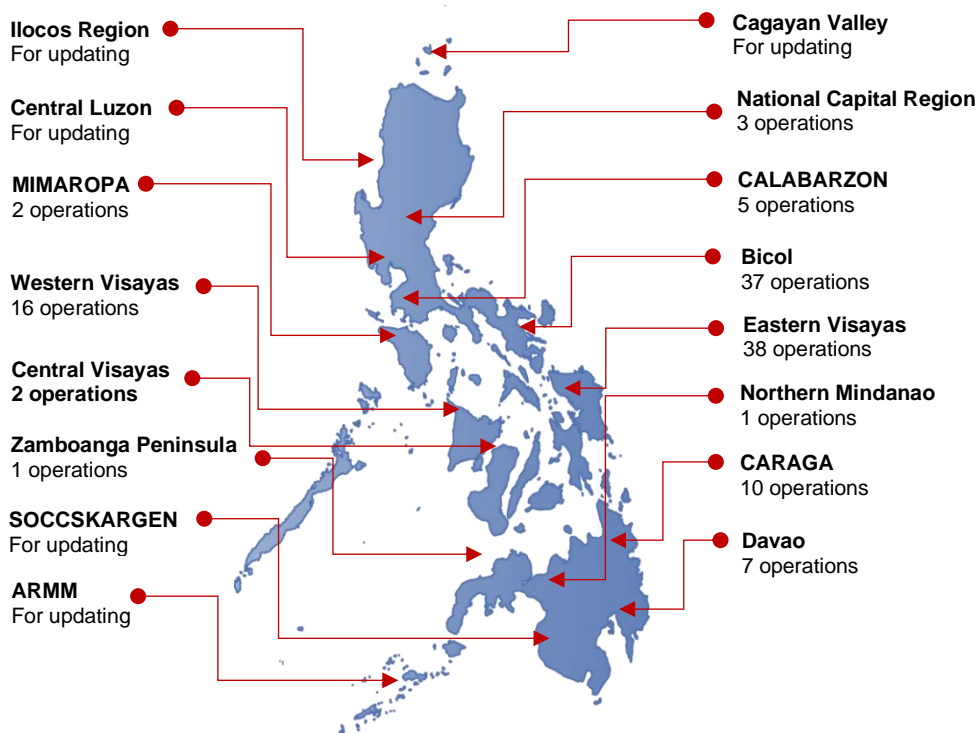 Ilocos Region
For updating
Central Luzon
For updating
MIMAROPA
2 operations
Western Visayas
16 operations
Central Visayas
2 operations
Zamboanga Peninsula
1 operations
SOCCSKARGEN
For updating
ARMM
For updating
Cagayan Valley
For updating
National Capital Region
3 operations
CALABARZON
5 operations
Bicol
37 operations
Eastern Visayas
38 operations
Northern Mindanao
1 operations
CARAGA
10 operations
Davao
7 operations